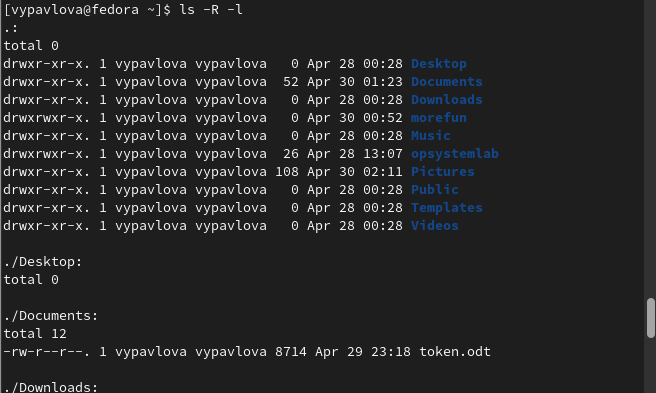 [vypavlova@fedora ~]$ ls -R -l
.:
total 0
drwxr-xr-x. 1 vypavlova vypavlova   0 Apr 28 00:28 Desktop
drwxr-xr-x. 1 vypavlova vypavlova  52 Apr 30 01:23 Documents
drwxr-xr-x. 1 vypavlova vypavlova   0 Apr 28 00:28 Downloads
drwxrwxr-x. 1 vypavlova vypavlova   0 Apr 30 00:52 morefun
drwxr-xr-x. 1 vypavlova vypavlova   0 Apr 28 00:28 Music
drwxrwxr-x. 1 vypavlova vypavlova  26 Apr 28 13:07 opsystemlab
drwxr-xr-x. 1 vypavlova vypavlova 108 Apr 30 02:11 Pictures
drwxr-xr-x. 1 vypavlova vypavlova   0 Apr 28 00:28 Public
drwxr-xr-x. 1 vypavlova vypavlova   0 Apr 28 00:28 Templates
drwxr-xr-x. 1 vypavlova vypavlova   0 Apr 28 00:28 Videos

./Desktop:
total 0

./Documents:
total 12
-rw-r--r--. 1 vypavlova vypavlova 8714 Apr 29 23:18 token.odt

./Downloads: